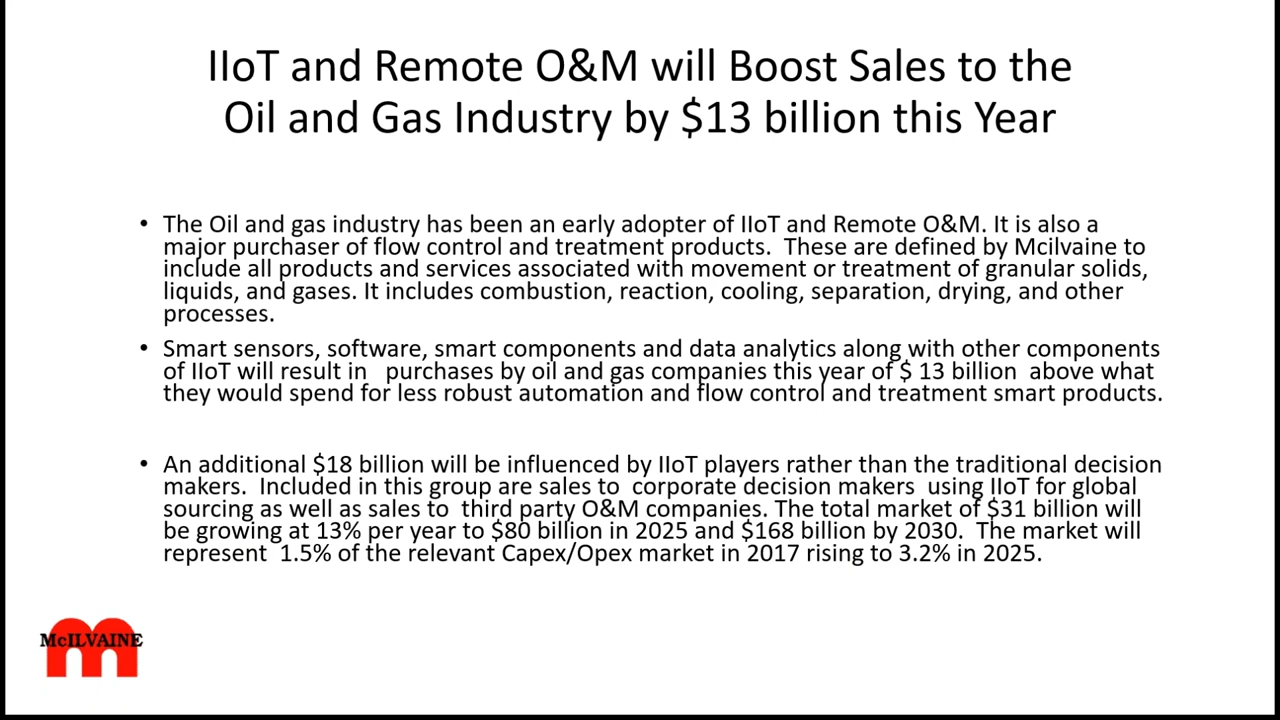 IIoT and Remote O&M will Boost Sales to the
Oil and Gas Industry by $13 billion this Year
• The Oil and gas industry has been an early adopter of IIoT and Remote O&M. It is also a
major purchaser of flow control and treatment products.  These are defined by Mcilvaine to
include all products and services associated with movement or treatment of granular solids,
liquids, and gases. It includes combustion, reaction, cooling, separation, drying, and other
processes.
• Smart sensors, software, smart components and data analytics along with other components
of IIoT will result in   purchases by oil and gas companies this year of $ 13 billion  above what
they would spend for less robust automation and flow control and treatment smart products.
• An additional $18 billion will be influenced by IIoT players rather than the traditional decision
makers.  Included in this group are sales to  corporate decision makers  using IIoT for global
sourcing as well as sales to  third party O&M companies. The total market of $31 billion will
be growing at 13% per year to $80 billion in 2025 and $168 billion by 2030.  The market will
represent  1.5% of the relevant Capex/Opex market in 2017 rising to 3.2% in 2025.
McILVAINE